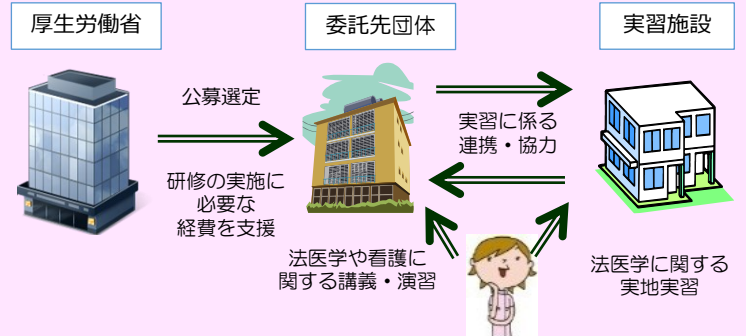 厚生労働省
委託先団体
実習施設
公募選定
研修の実施に
必要な
経費を支援
実習に係る
連携・協力
法医学や看護に
関する講義・演習
法医学に関する
実地実習